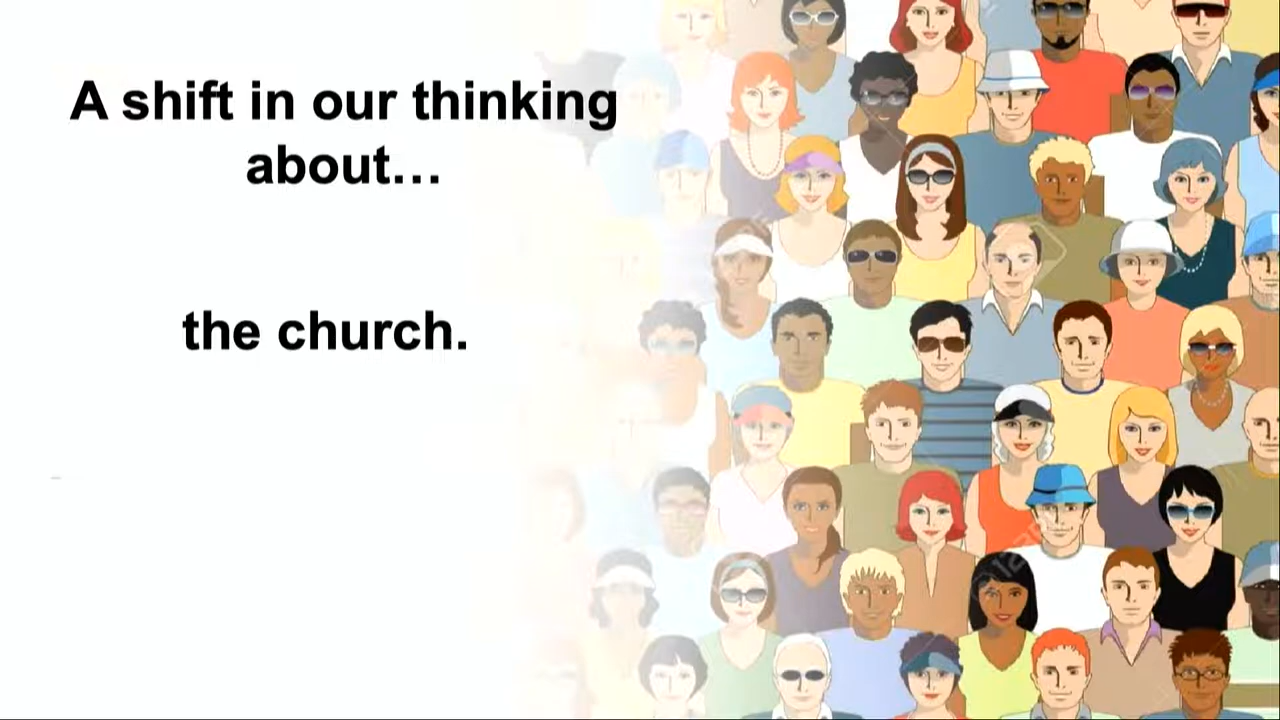 A shift in our thinking
about…
the church.